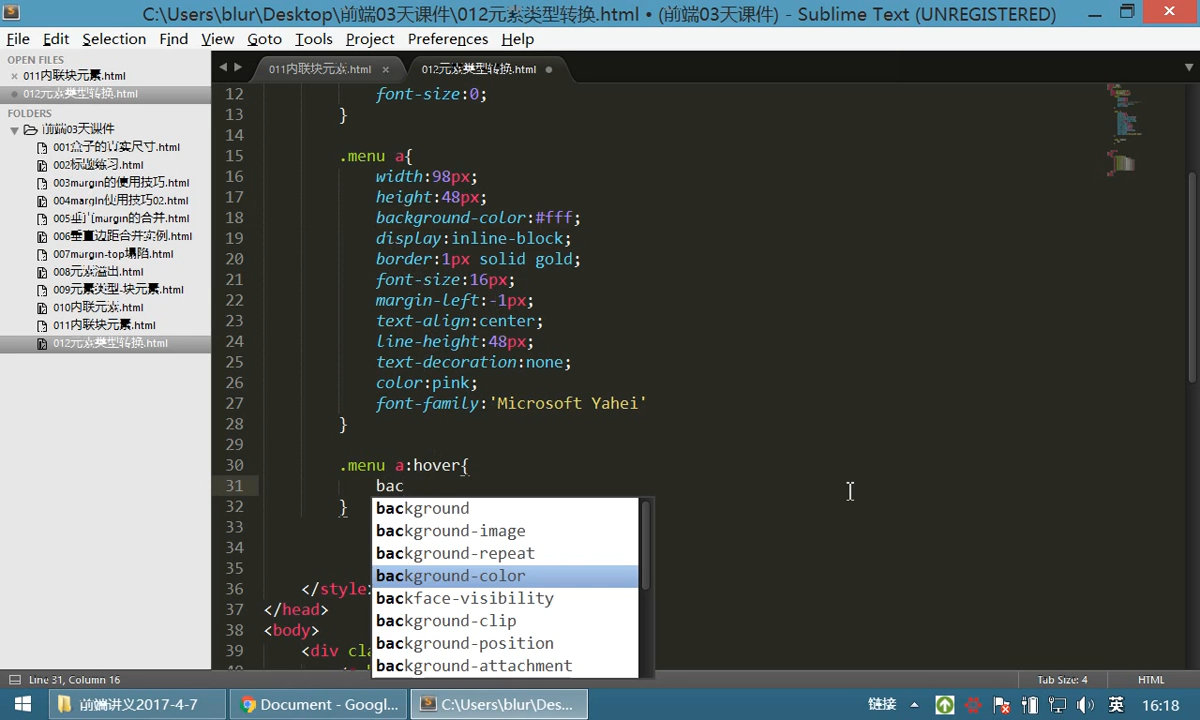 C:\Users\blur\Desktop\前端03天课件\012元素类型转换.html • (前端03天课件) - Sublime Text (UNREGISTERED)
File Edit Selection Find View Goto Tools Project Preferences Help
OPEN FILES
011内联块元素.html
012元素类型转换.html
FOLDERS
前端03天课件
001盒子的真实尺寸.html
002标题练习.html
003margin的使用技巧.html
004margin使用技巧02.html
005垂直margin的合并.html
006垂直边距合并实例.html
007margin-top塌陷.html
008元素溢出.html
009元素类型-块元素.html
010内联元素.html
011内联块元素.html
012元素类型转换.html
011内联块元素.html × 012元素类型转换.html
12 font-size:0;
13 }
14
15 .menu a{
16 width:98px;
17 height:48px;
18 background-color:#fff;
19 display:inline-block;
20 border:1px solid gold;
21 font-size:16px;
22 margin-left:-1px;
23 text-align:center;
24 line-height:48px;
25 text-decoration:none;
26 color:pink;
27 font-family:'Microsoft Yahei'
28 }
29
30 .menu a:hover{
31 bac
32 }
33
34
35
36 </style>
37 </head>
38 <body>
39 <div cla
background
background-image
background-repeat
background-color
backface-visibility
background-clip
background-position
background-attachment
Line 31, Column 16 Tab Size: 4 HTML
前端讲义2017-4-7 Document - Googl... C:\Users\blur\Des... 链接 英 16:18